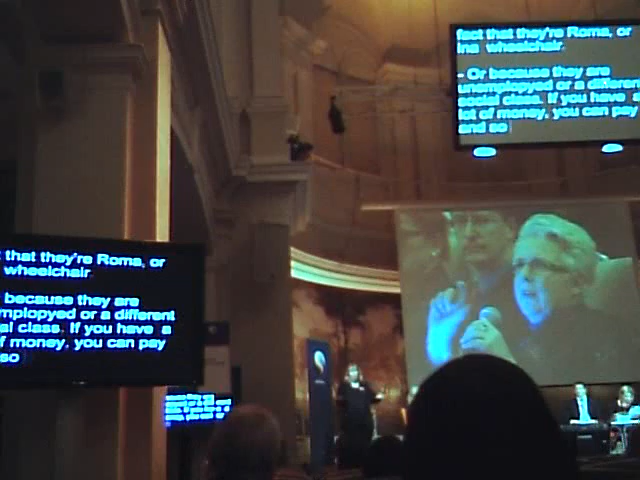 fact that they're Roma, or
ina wheelchair.
- Or because they are
unemplopyed or a different
social class. If you have a
lot of money, you can pay
and so
that they're Roma, or
wheelchair.
because they are
mplopyed or a different
al class. If you have a
f money, you can pay
so